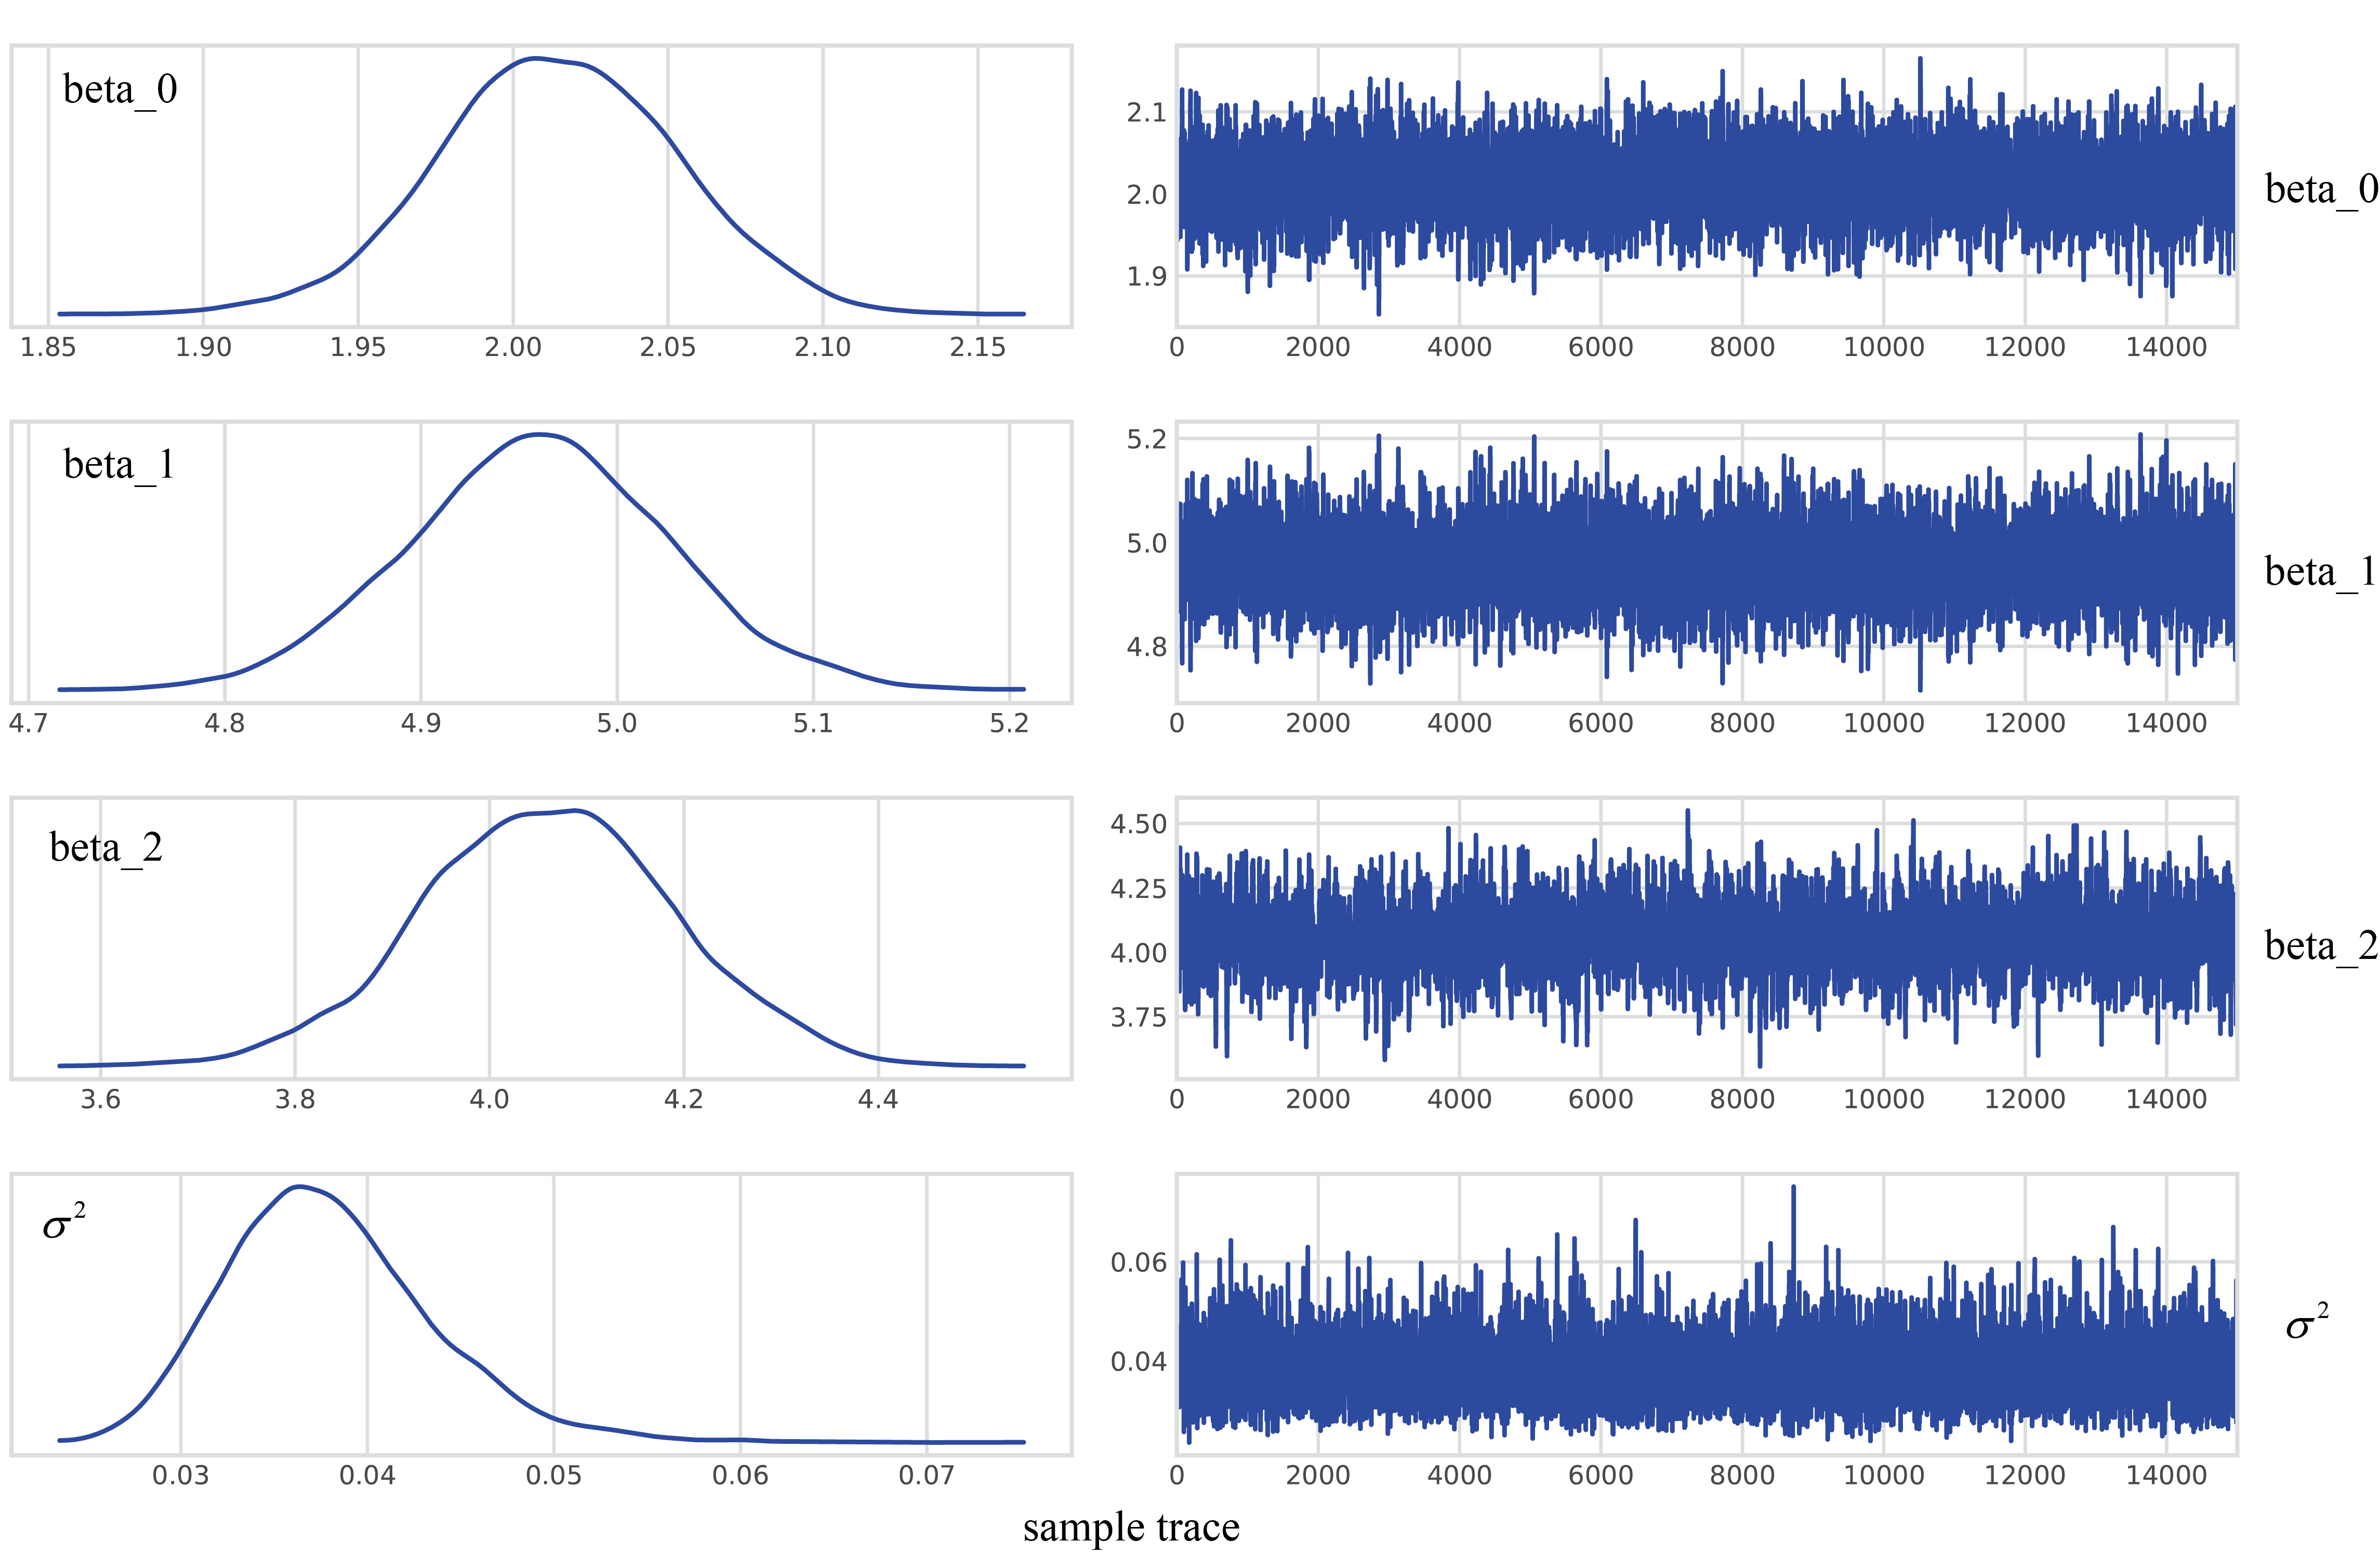 beta_0
1.85 1.90 1.95 2.00 2.05 2.10 2.15
2.1
2.0
1.9
0 2000 4000 6000 8000 10000 12000 14000
beta_0
beta_1
4.7 4.8 4.9 5.0 5.1 5.2
5.2
5.0
4.8
0 2000 4000 6000 8000 10000 12000 14000
beta_1
beta_2
3.6 3.8 4.0 4.2 4.4
4.50
4.25
4.00
3.75
0 2000 4000 6000 8000 10000 12000 14000
beta_2
σ²
0.03 0.04 0.05 0.06 0.07
0.06
0.04
0 2000 4000 6000 8000 10000 12000 14000
σ²
sample trace